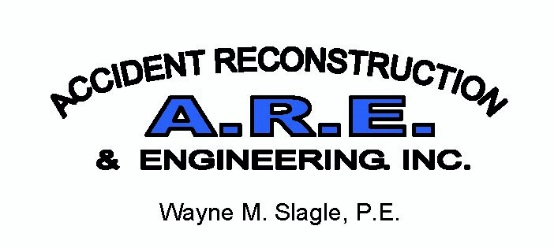 ACCIDENT RECONSTRUCTION
A.R.E.
& ENGINEERING. INC.
Wayne M. Slagle, P.E.